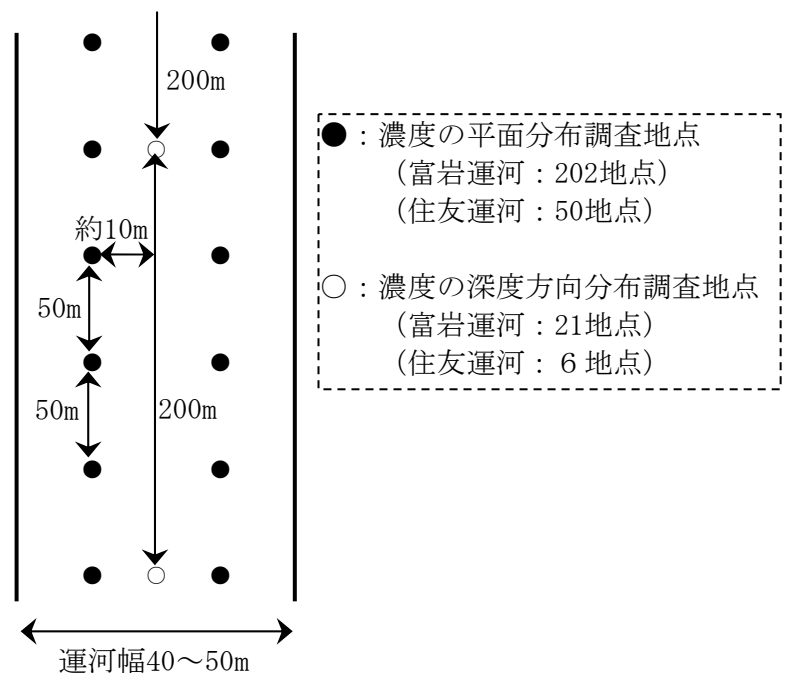 200m
●：濃度の平面分布調査地点
（富岩運河：202地点）
（住友運河：50地点）
約10m
○：濃度の深度方向分布調査地点
（富岩運河：21地点）
（住友運河：６地点）
50m
50m
200m
運河幅40～50m